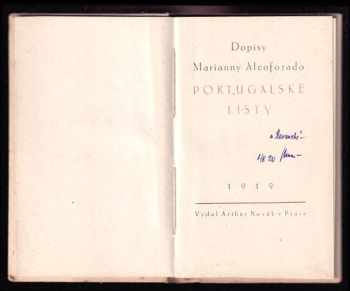 Dopisy
Marianny Alcoforado
PORTUGALSKÉ
LISTY
1919
Vydal Arthur Novák v Praze